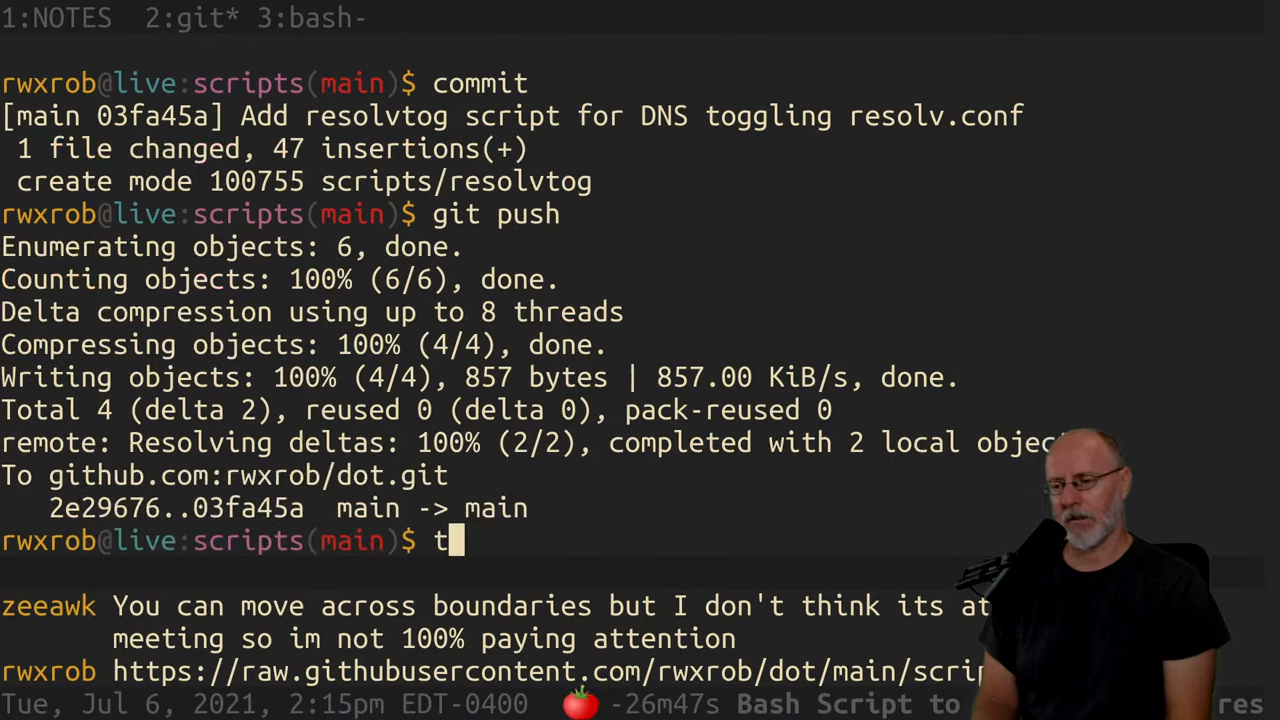 1:NOTES 2:git* 3:bash-
rwxrob@live:scripts(main)$ commit
[main 03fa45a] Add resolvtog script for DNS toggling resolv.conf
1 file changed, 47 insertions(+)
create mode 100755 scripts/resolvtog
rwxrob@live:scripts(main)$ git push
Enumerating objects: 6, done.
Counting objects: 100% (6/6), done.
Delta compression using up to 8 threads
Compressing objects: 100% (4/4), done.
Writing objects: 100% (4/4), 857 bytes | 857.00 KiB/s, done.
Total 4 (delta 2), reused 0 (delta 0), pack-reused 0
remote: Resolving deltas: 100% (2/2), completed with 2 local objec
To github.com:rwxrob/dot.git
2e29676..03fa45a main -> main
rwxrob@live:scripts(main)$ t
zeeawk You can move across boundaries but I don't think its at
meeting so im not 100% paying attention
rwxrob https://raw.githubusercontent.com/rwxrob/dot/main/scrip
Tue, Jul 6, 2021, 2:15pm EDT-0400 🍅 -26m47s Bash Script to res